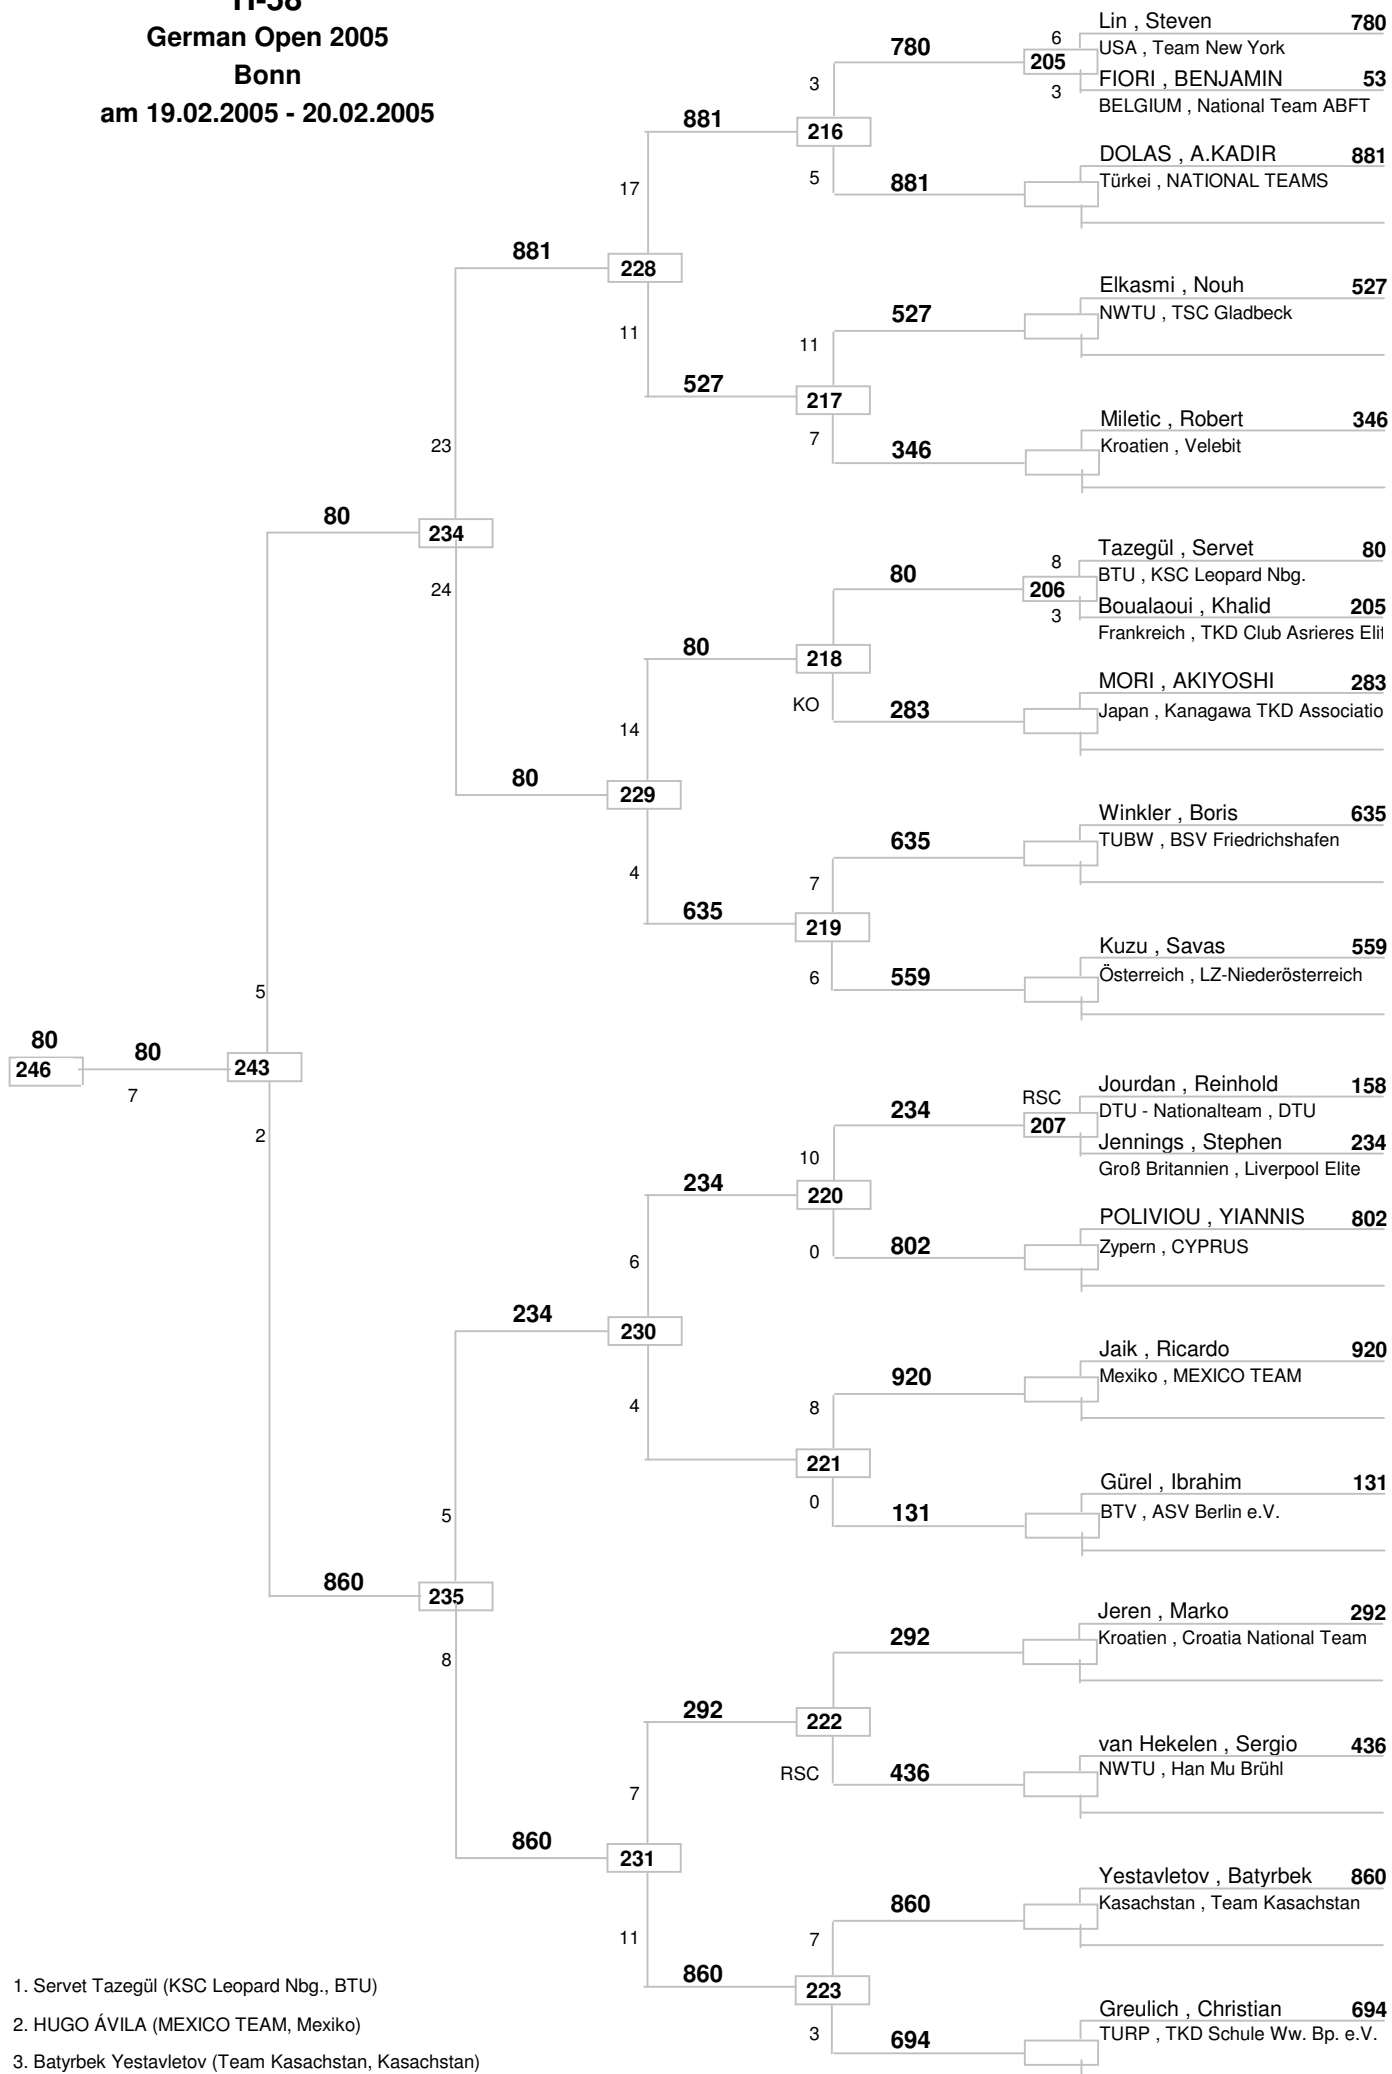 German Open 2005
Bonn
am 19.02.2005 - 20.02.2005
Lin , Steven 780
6
USA , Team New York
780
205
FIORI , BENJAMIN 53
3
BELGIUM , National Team ABFT
3
881
216
DOLAS , A.KADIR 881
Türkei , NATIONAL TEAMS
5
881
17
881
228
Elkasmi , Nouh 527
NWTU , TSC Gladbeck
527
11
11
527
217
Miletic , Robert 346
Kroatien , Velebit
7
346
23
80
234
Tazegül , Servet 80
8
BTU , KSC Leopard Nbg.
80
206
Boualaoui , Khalid 205
3
Frankreich , TKD Club Asrieres Elit
24
80
218
MORI , AKIYOSHI 283
Japan , Kanagawa TKD Associatio
KO
283
14
80
229
Winkler , Boris 635
TUBW , BSV Friedrichshafen
635
4
7
635
219
Kuzu , Savas 559
Österreich , LZ-Niederösterreich
6
559
5
80
246
80
7
243
2
Jourdan , Reinhold 158
RSC
DTU - Nationalteam , DTU
234
207
Jennings , Stephen 234
Groß Britannien , Liverpool Elite
10
234
220
POLIVIOU , YIANNIS 802
Zypern , CYPRUS
0
802
6
234
230
Jaik , Ricardo 920
Mexiko , MEXICO TEAM
920
4
8
221
Gürel , Ibrahim 131
BTV , ASV Berlin e.V.
0
131
5
860
235
Jeren , Marko 292
Kroatien , Croatia National Team
292
8
292
222
van Hekelen , Sergio 436
NWTU , Han Mu Brühl
RSC
436
7
860
231
Yestavletov , Batyrbek 860
Kasachstan , Team Kasachstan
860
11
7
860
223
Greulich , Christian 694
TURP , TKD Schule Ww. Bp. e.V.
3
694
1. Servet Tazegül (KSC Leopard Nbg., BTU)
2. HUGO ÁVILA (MEXICO TEAM, Mexiko)
3. Batyrbek Yestavletov (Team Kasachstan, Kasachstan)